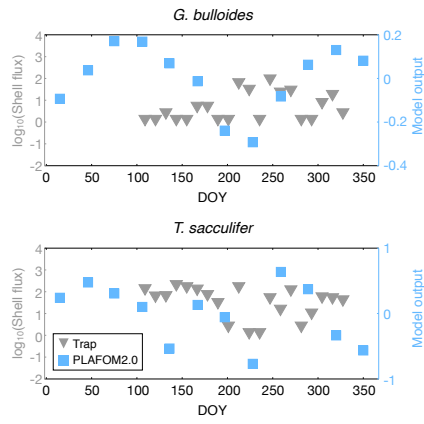 G. bulloides
4
3
2
1
0
-1
-2
log10(Shell flux)
0.2
0
-0.2
-0.4
Model output
0 50 100 150 200 250 300 350
DOY
T. sacculifer
4
3
2
1
0
-1
-2
log10(Shell flux)
1
0
-1
Model output
Trap
PLAFOM2.0
0 50 100 150 200 250 300 350
DOY